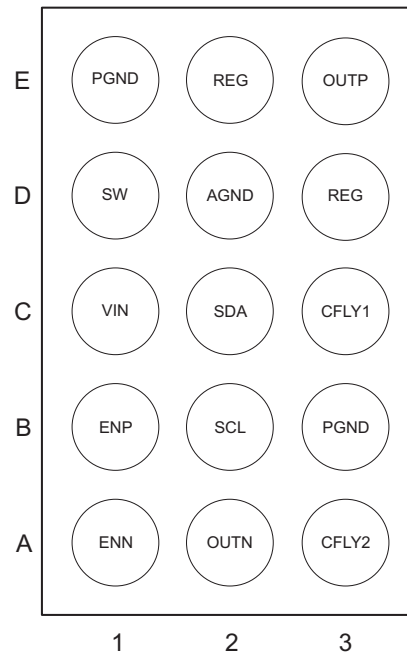 E PGND REG OUTP
D SW AGND REG
C VIN SDA CFLY1
B ENP SCL PGND
A ENN OUTN CFLY2
1 2 3